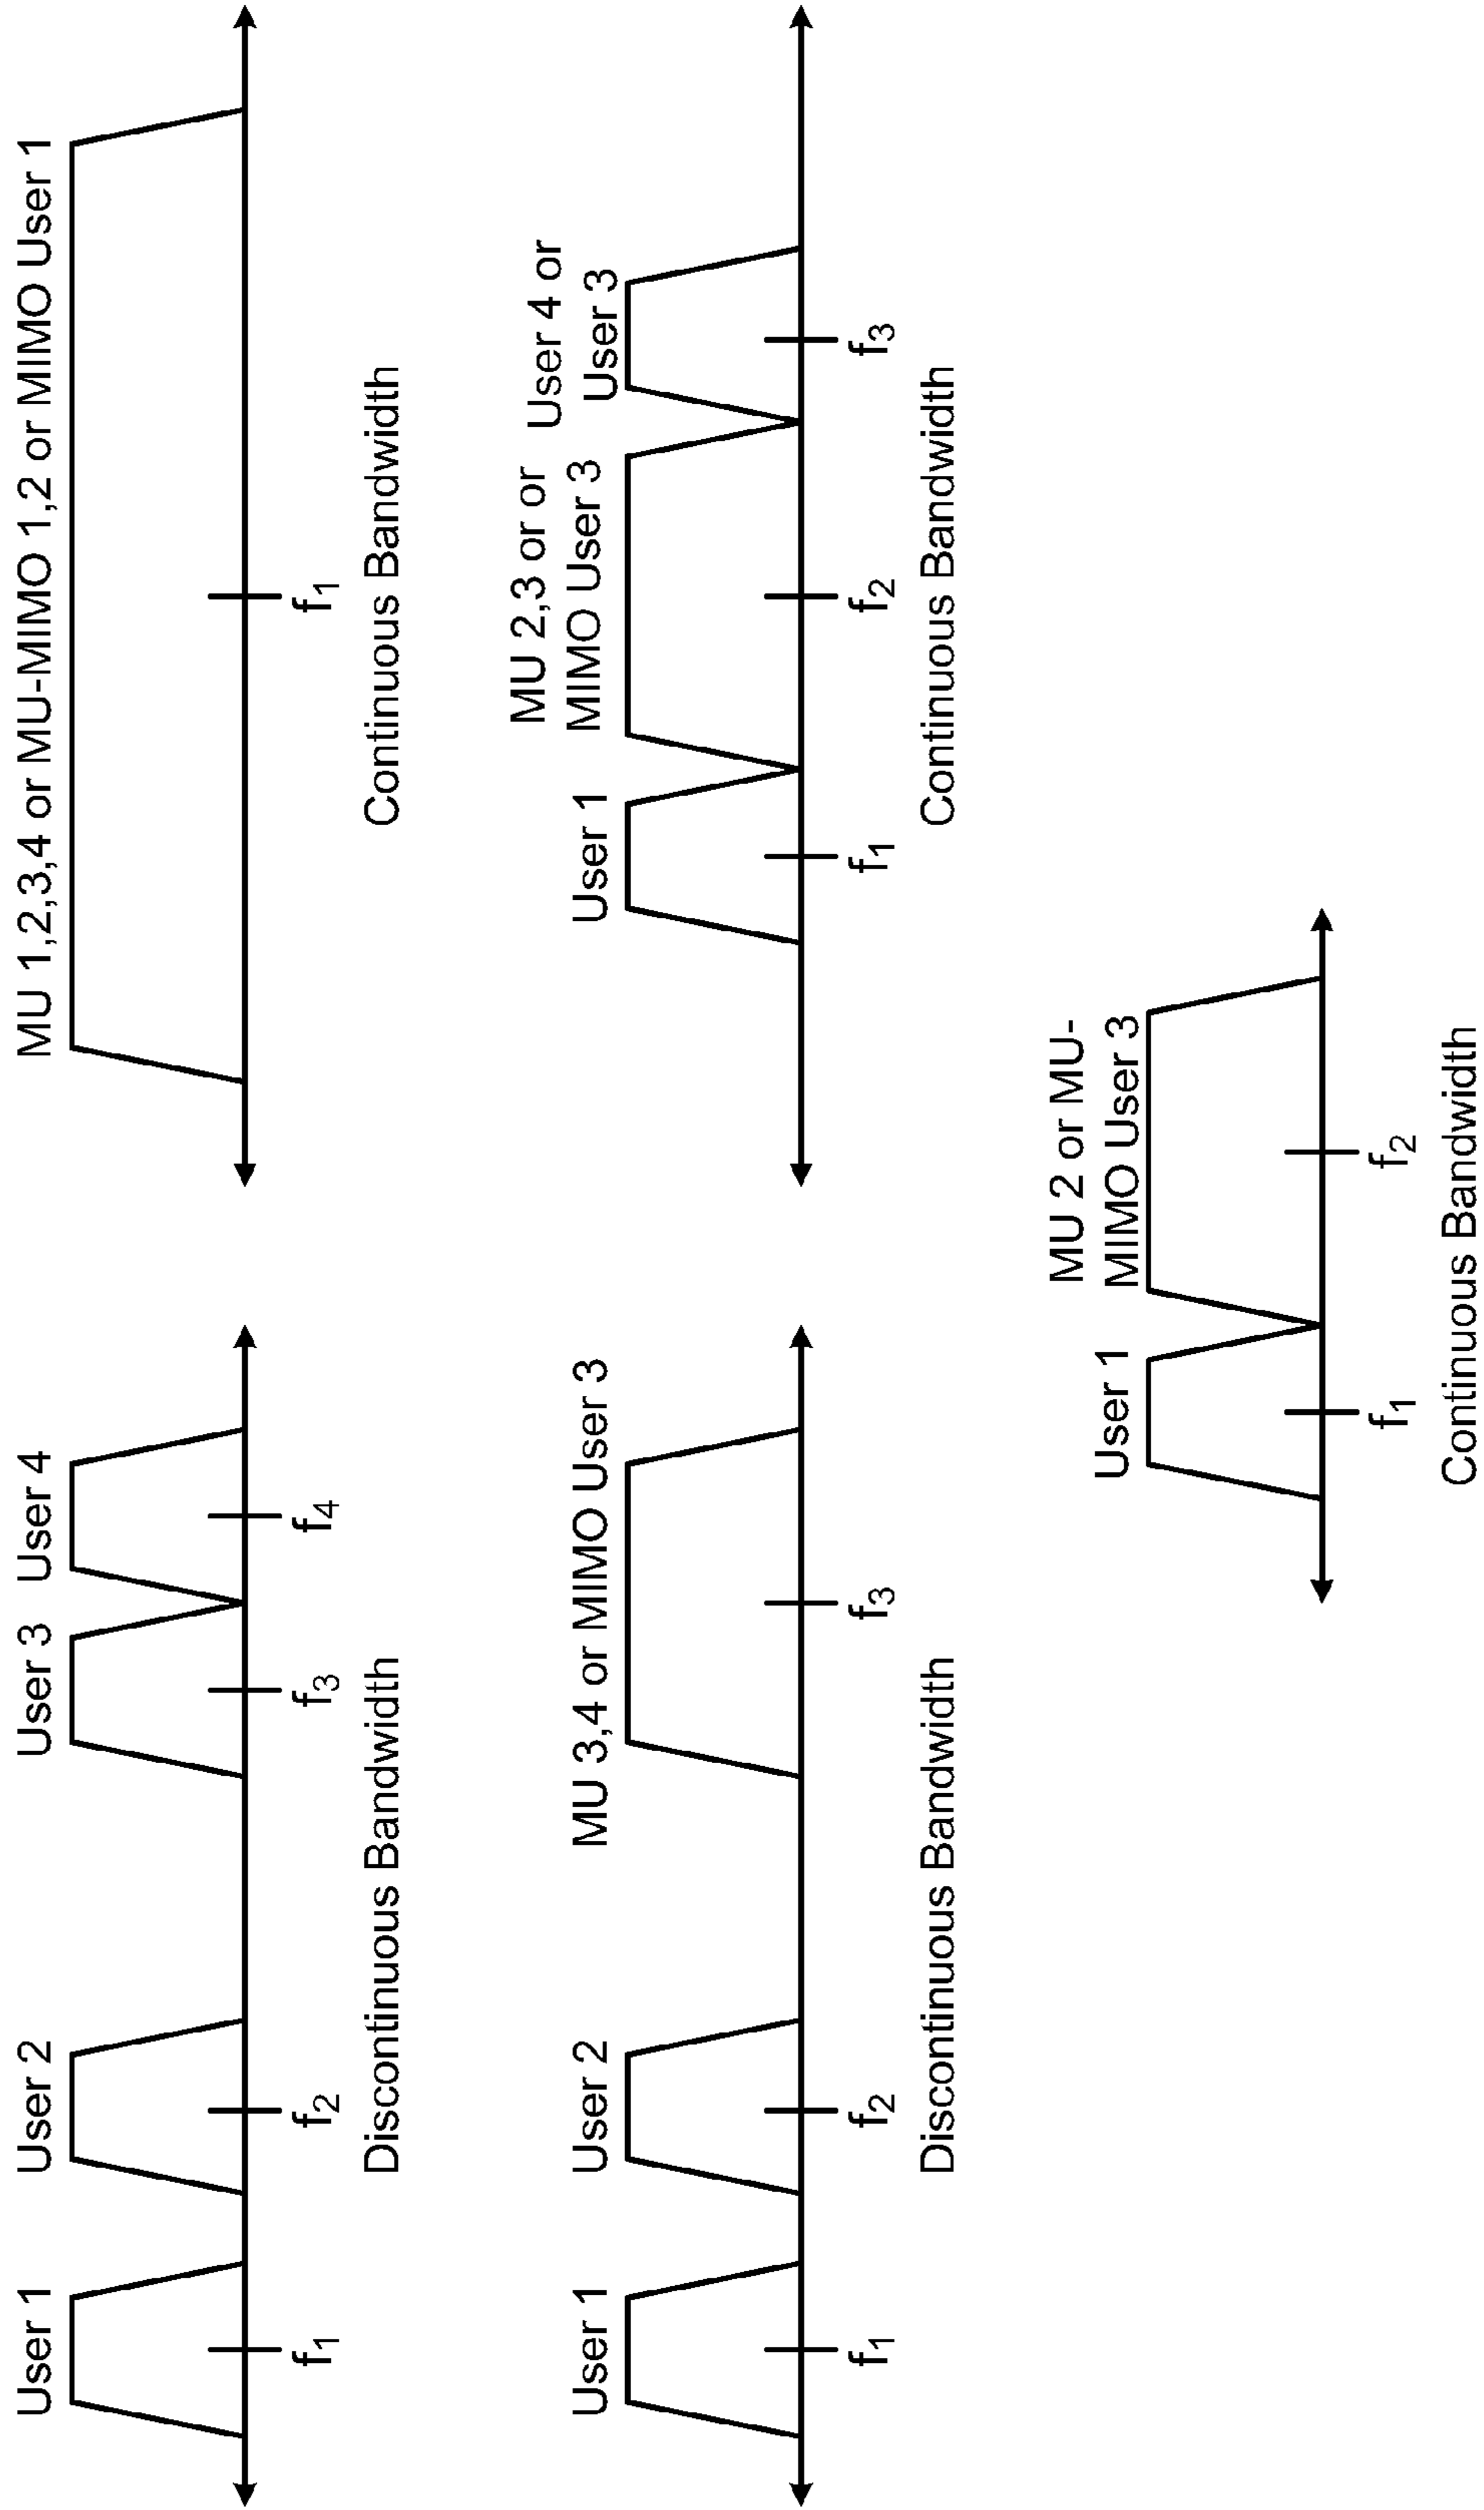 User 1
User 2
User 3
User 4
f1
f2
f3
f4
Discontinuous Bandwidth
MU 1,2,3,4 or MU-MIMO 1,2 or MIMO User 1
f1
Continuous Bandwidth
User 1
User 2
MU 3,4 or MIMO User 3
f1
f2
f3
Discontinuous Bandwidth
User 1
MU 2,3 or or
MIMO User 3
User 4 or
User 3
f1
f2
f3
Continuous Bandwidth
User 1
MU 2 or MU-
MIMO User 3
f1
f2
Continuous Bandwidth